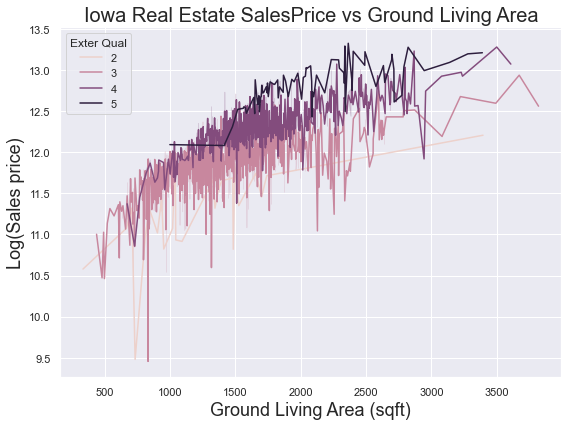 Iowa Real Estate SalesPrice vs Ground Living Area
Exter Qual
2
3
4
5
Log(Sales price)
13.5
13.0
12.5
12.0
11.5
11.0
10.5
10.0
9.5
500 1000 1500 2000 2500 3000 3500
Ground Living Area (sqft)